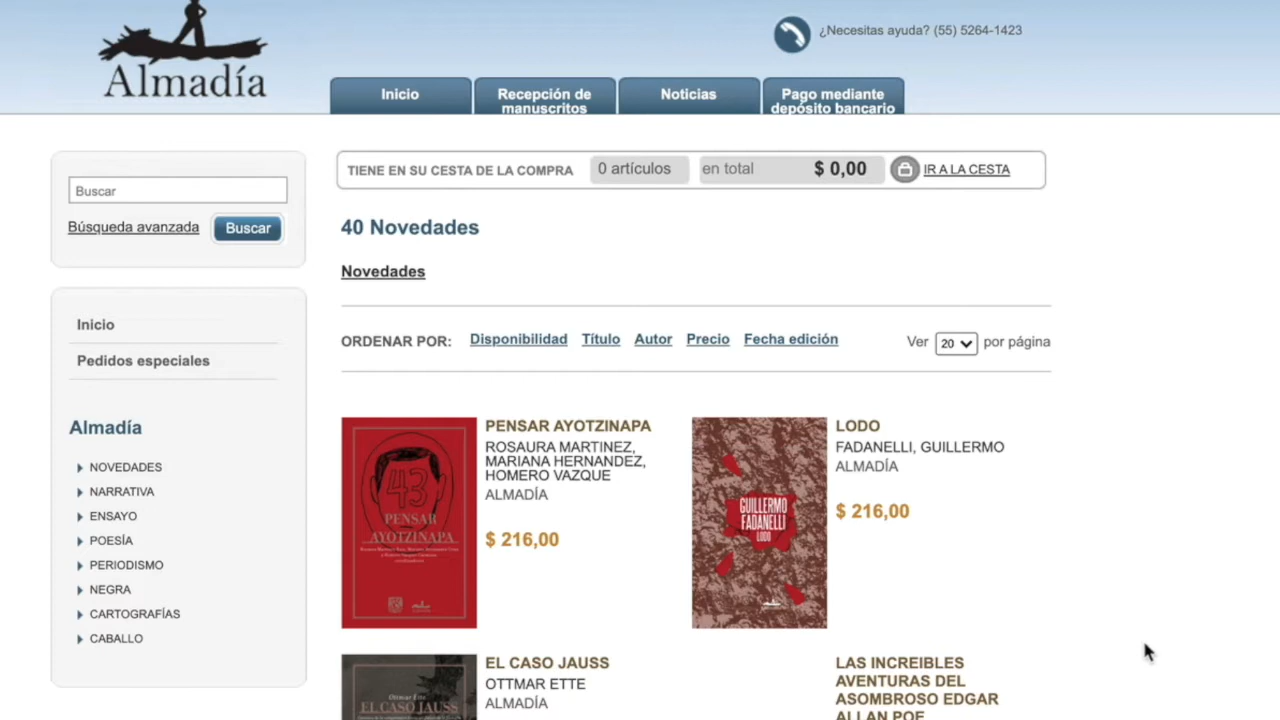 Almadía
¿Necesitas ayuda? (55) 5264-1423
Inicio
Recepción de
manuscritos
Noticias
Pago mediante
depósito bancario
Buscar
Búsqueda avanzada
Buscar
Inicio
Pedidos especiales
Almadía
NOVEDADES
NARRATIVA
ENSAYO
POESÍA
PERIODISMO
NEGRA
CARTOGRAFÍAS
CABALLO
TIENE EN SU CESTA DE LA COMPRA 0 artículos en total $ 0,00 IR A LA CESTA
40 Novedades
Novedades
ORDENAR POR: Disponibilidad Título Autor Precio Fecha edición Ver 20 por página
43
PENSAR
AYOTZINAPA
PENSAR AYOTZINAPA
ROSAURA MARTINEZ,
MARIANA HERNANDEZ,
HOMERO VAZQUE
ALMADÍA
$ 216,00
GUILLERMO
FADANELLI
LODO
LODO
FADANELLI, GUILLERMO
ALMADÍA
$ 216,00
Ottmar Ette
EL CASO JAUSS
EL CASO JAUSS
OTTMAR ETTE
ALMADÍA
LAS INCREIBLES
AVENTURAS DEL
ASOMBROSO EDGAR
ALLAN POE